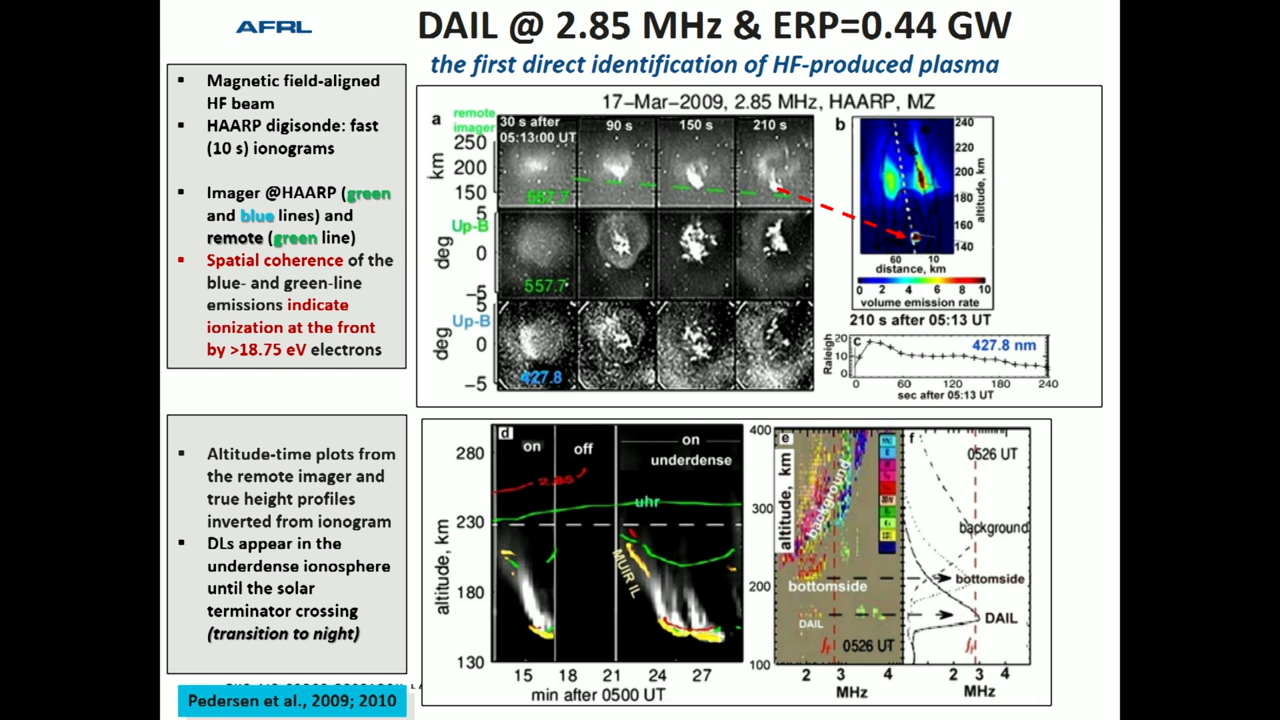 AFRL
DAIL @ 2.85 MHz & ERP=0.44 GW
the first direct identification of HF-produced plasma
▪ Magnetic field-aligned
HF beam
▪ HAARP digisonde: fast
(10 s) ionograms
▪ Imager @HAARP (green
and blue lines) and
remote (green line)
▪ Spatial coherence of the
blue- and green-line
emissions indicate
ionization at the front
by >18.75 eV electrons
▪ Altitude-time plots from
the remote imager and
true height profiles
inverted from ionogram
▪ DLs appear in the
underdense ionosphere
until the solar
terminator crossing
(transition to night)
Pedersen et al., 2009; 2010
17-Mar-2009, 2.85 MHz, HAARP, MZ
a
remote
imager
30 s after
05:13:00 UT
90 s
150 s
210 s
km
250
200
150
557.7
Up-B
deg
5
0
-5
557.7
Up-B
deg
5
0
-5
427.8
b
240
220
200
180
160
140
altitude, km
60 10
distance, km
0 2 4 6 8 10
volume emission rate
210 s after 05:13 UT
c
427.8 nm
Raleigh
20
10
0
0 60 120 180 240
sec after 05:13 UT
d
on
off
on
underdense
2.85
uhr
MUIR IL
altitude, km
280
230
180
130
15 18 21 24 27
min after 0500 UT
e
altitude, km
400
300
200
100
background
bottomside
DAIL
0526 UT
2 3 4
MHz
f
0526 UT
background
bottomside
DAIL
2 3 4
MHz